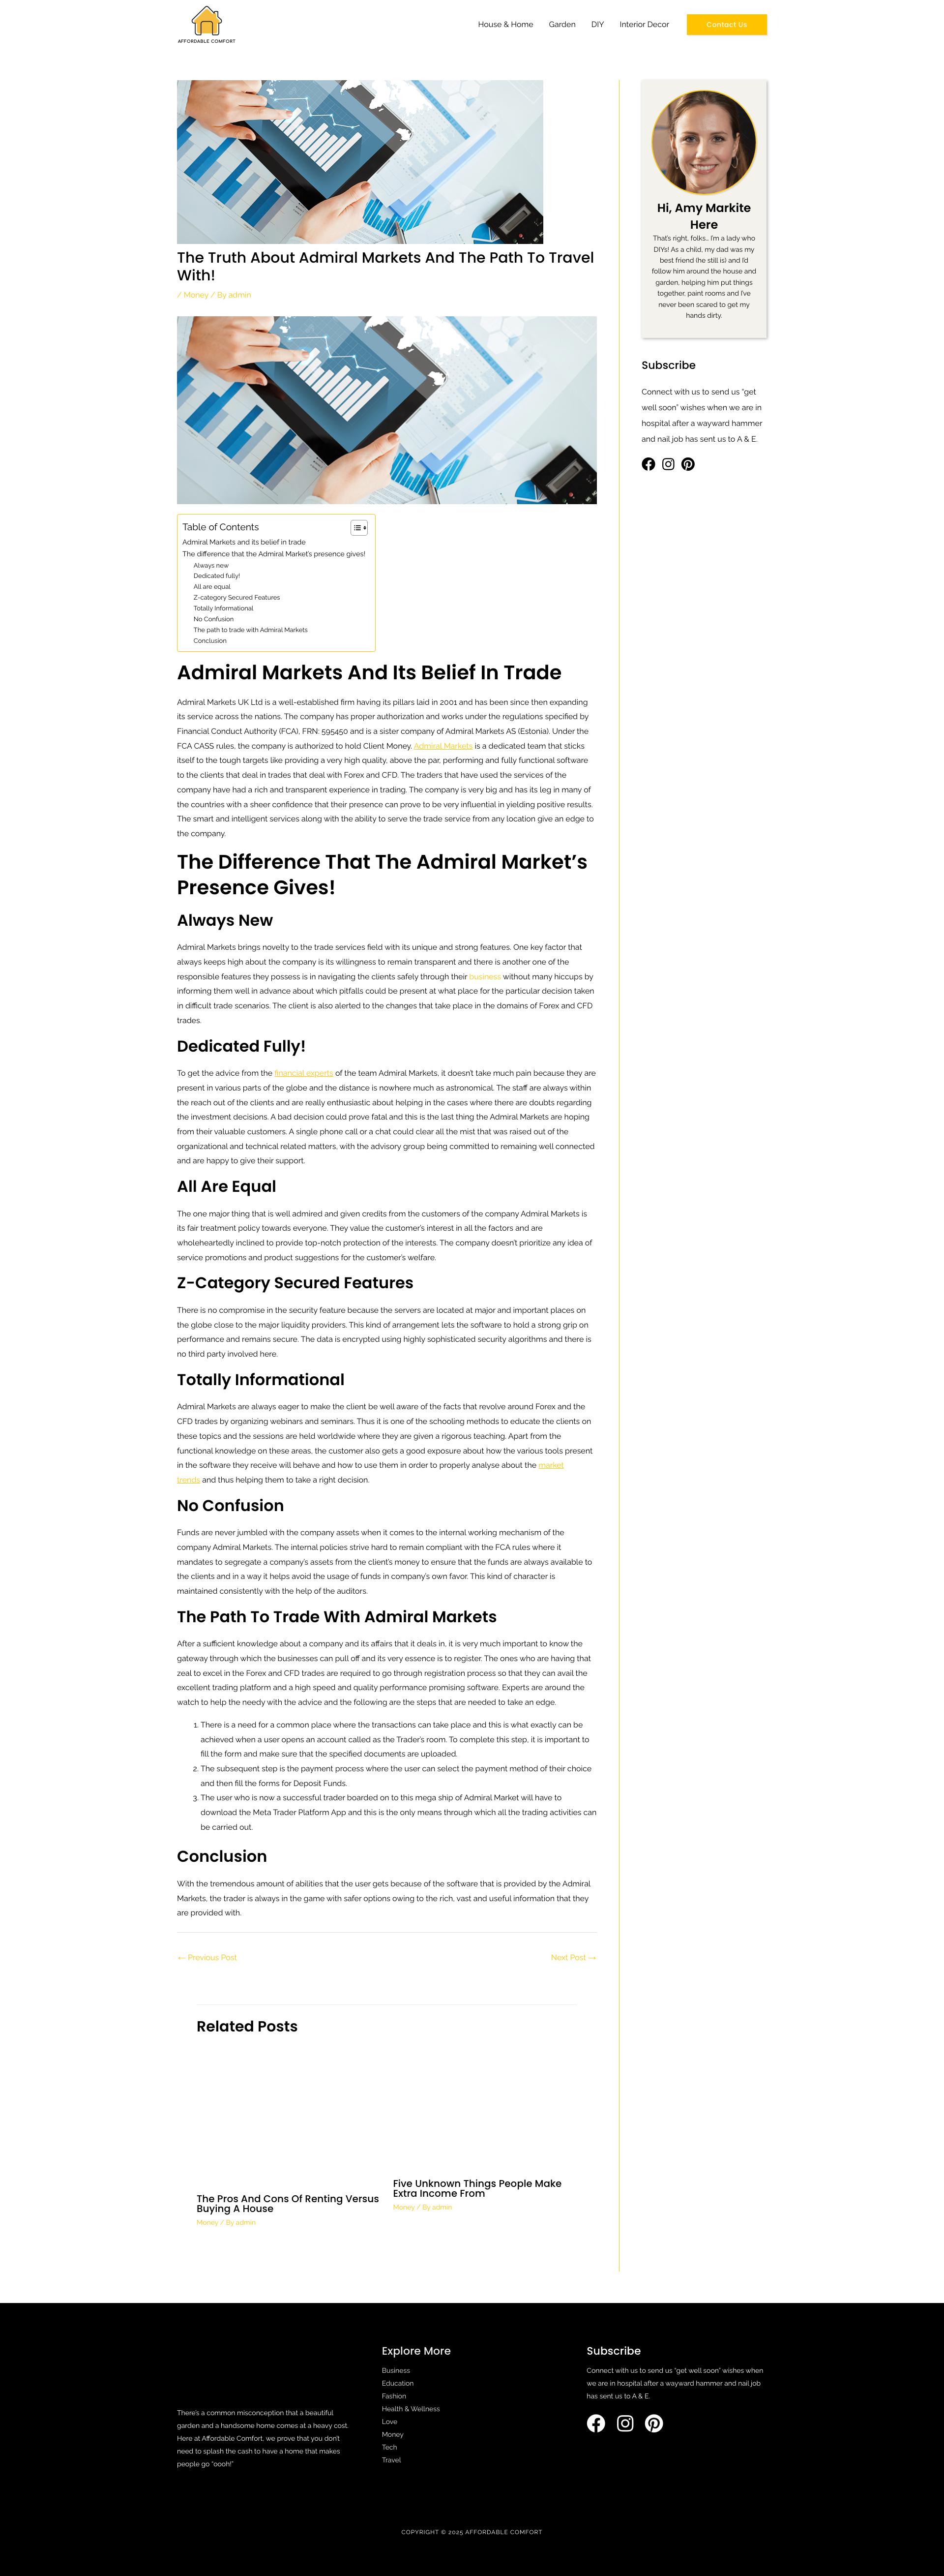 AFFORDABLE COMFORT
House & Home
Garden
DIY
Interior Decor
Contact Us
The Truth About Admiral Markets And The Path To Travel
With!
/ Money / By admin
Table of Contents
Admiral Markets and its belief in trade
The difference that the Admiral Market's presence gives!
Always new
Dedicated fully!
All are equal
Z-category Secured Features
Totally Informational
No Confusion
The path to trade with Admiral Markets
Conclusion
Admiral Markets And Its Belief In Trade
Admiral Markets UK Ltd is a well-established firm having its pillars laid in 2001 and has been since then expanding
its service across the nations. The company has proper authorization and works under the regulations specified by
Financial Conduct Authority (FCA), FRN: 595450 and is a sister company of Admiral Markets AS (Estonia). Under the
FCA CASS rules, the company is authorized to hold Client Money. Admiral Markets is a dedicated team that sticks
itself to the tough targets like providing a very high quality, above the par, performing and fully functional software
to the clients that deal in trades that deal with Forex and CFD. The traders that have used the services of the
company have had a rich and transparent experience in trading. The company is very big and has its leg in many of
the countries with a sheer confidence that their presence can prove to be very influential in yielding positive results.
The smart and intelligent services along with the ability to serve the trade service from any location give an edge to
the company.
The Difference That The Admiral Market's
Presence Gives!
Always New
Admiral Markets brings novelty to the trade services field with its unique and strong features. One key factor that
always keeps high about the company is its willingness to remain transparent and there is another one of the
responsible features they possess is in navigating the clients safely through their business without many hiccups by
informing them well in advance about which pitfalls could be present at what place for the particular decision taken
in difficult trade scenarios. The client is also alerted to the changes that take place in the domains of Forex and CFD
trades.
Dedicated Fully!
To get the advice from the financial experts of the team Admiral Markets, it doesn't take much pain because they are
present in various parts of the globe and the distance is nowhere much as astronomical. The staff are always within
the reach out of the clients and are really enthusiastic about helping in the cases where there are doubts regarding
the investment decisions. A bad decision could prove fatal and this is the last thing the Admiral Markets are hoping
from their valuable customers. A single phone call or a chat could clear all the mist that was raised out of the
organizational and technical related matters, with the advisory group being committed to remaining well connected
and are happy to give their support.
All Are Equal
The one major thing that is well admired and given credits from the customers of the company Admiral Markets is
its fair treatment policy towards everyone. They value the customer's interest in all the factors and are
wholeheartedly inclined to provide top-notch protection of the interests. The company doesn't prioritize any idea of
service promotions and product suggestions for the customer's welfare.
Z-Category Secured Features
There is no compromise in the security feature because the servers are located at major and important places on
the globe close to the major liquidity providers. This kind of arrangement lets the software to hold a strong grip on
performance and remains secure. The data is encrypted using highly sophisticated security algorithms and there is
no third party involved here.
Totally Informational
Admiral Markets are always eager to make the client be well aware of the facts that revolve around Forex and the
CFD trades by organizing webinars and seminars. Thus it is one of the schooling methods to educate the clients on
these topics and the sessions are held worldwide where they are given a rigorous teaching. Apart from the
functional knowledge on these areas, the customer also gets a good exposure about how the various tools present
in the software they receive will behave and how to use them in order to properly analyse about the market
trends and thus helping them to take a right decision.
No Confusion
Funds are never jumbled with the company assets when it comes to the internal working mechanism of the
company Admiral Markets. The internal policies strive hard to remain compliant with the FCA rules where it
mandates to segregate a company's assets from the client's money to ensure that the funds are always available to
the clients and in a way it helps avoid the usage of funds in company's own favor. This kind of character is
maintained consistently with the help of the auditors.
The Path To Trade With Admiral Markets
After a sufficient knowledge about a company and its affairs that it deals in, it is very much important to know the
gateway through which the businesses can pull off and its very essence is to register. The ones who are having that
zeal to excel in the Forex and CFD trades are required to go through registration process so that they can avail the
excellent trading platform and a high speed and quality performance promising software. Experts are around the
watch to help the needy with the advice and the following are the steps that are needed to take an edge.
1. There is a need for a common place where the transactions can take place and this is what exactly can be
achieved when a user opens an account called as the Trader's room. To complete this step, it is important to
fill the form and make sure that the specified documents are uploaded.
2. The subsequent step is the payment process where the user can select the payment method of their choice
and then fill the forms for Deposit Funds.
3. The user who is now a successful trader boarded on to this mega ship of Admiral Market will have to
download the Meta Trader Platform App and this is the only means through which all the trading activities can
be carried out.
Conclusion
With the tremendous amount of abilities that the user gets because of the software that is provided by the Admiral
Markets, the trader is always in the game with safer options owing to the rich, vast and useful information that they
are provided with.
← Previous Post
Next Post →
Related Posts
The Pros And Cons Of Renting Versus
Buying A House
Money / By admin
Five Unknown Things People Make
Extra Income From
Money / By admin
Hi, Amy Markite
Here
That's right, folks… I'm a lady who
DIYs! As a child, my dad was my
best friend (he still is) and I'd
follow him around the house and
garden, helping him put things
together, paint rooms and I've
never been scared to get my
hands dirty.
Subscribe
Connect with us to send us "get
well soon" wishes when we are in
hospital after a wayward hammer
and nail job has sent us to A & E.
There's a common misconception that a beautiful
garden and a handsome home comes at a heavy cost.
Here at Affordable Comfort, we prove that you don't
need to splash the cash to have a home that makes
people go "oooh!"
Explore More
Business
Education
Fashion
Health & Wellness
Love
Money
Tech
Travel
Subscribe
Connect with us to send us "get well soon" wishes when
we are in hospital after a wayward hammer and nail job
has sent us to A & E.
COPYRIGHT © 2025 AFFORDABLE COMFORT